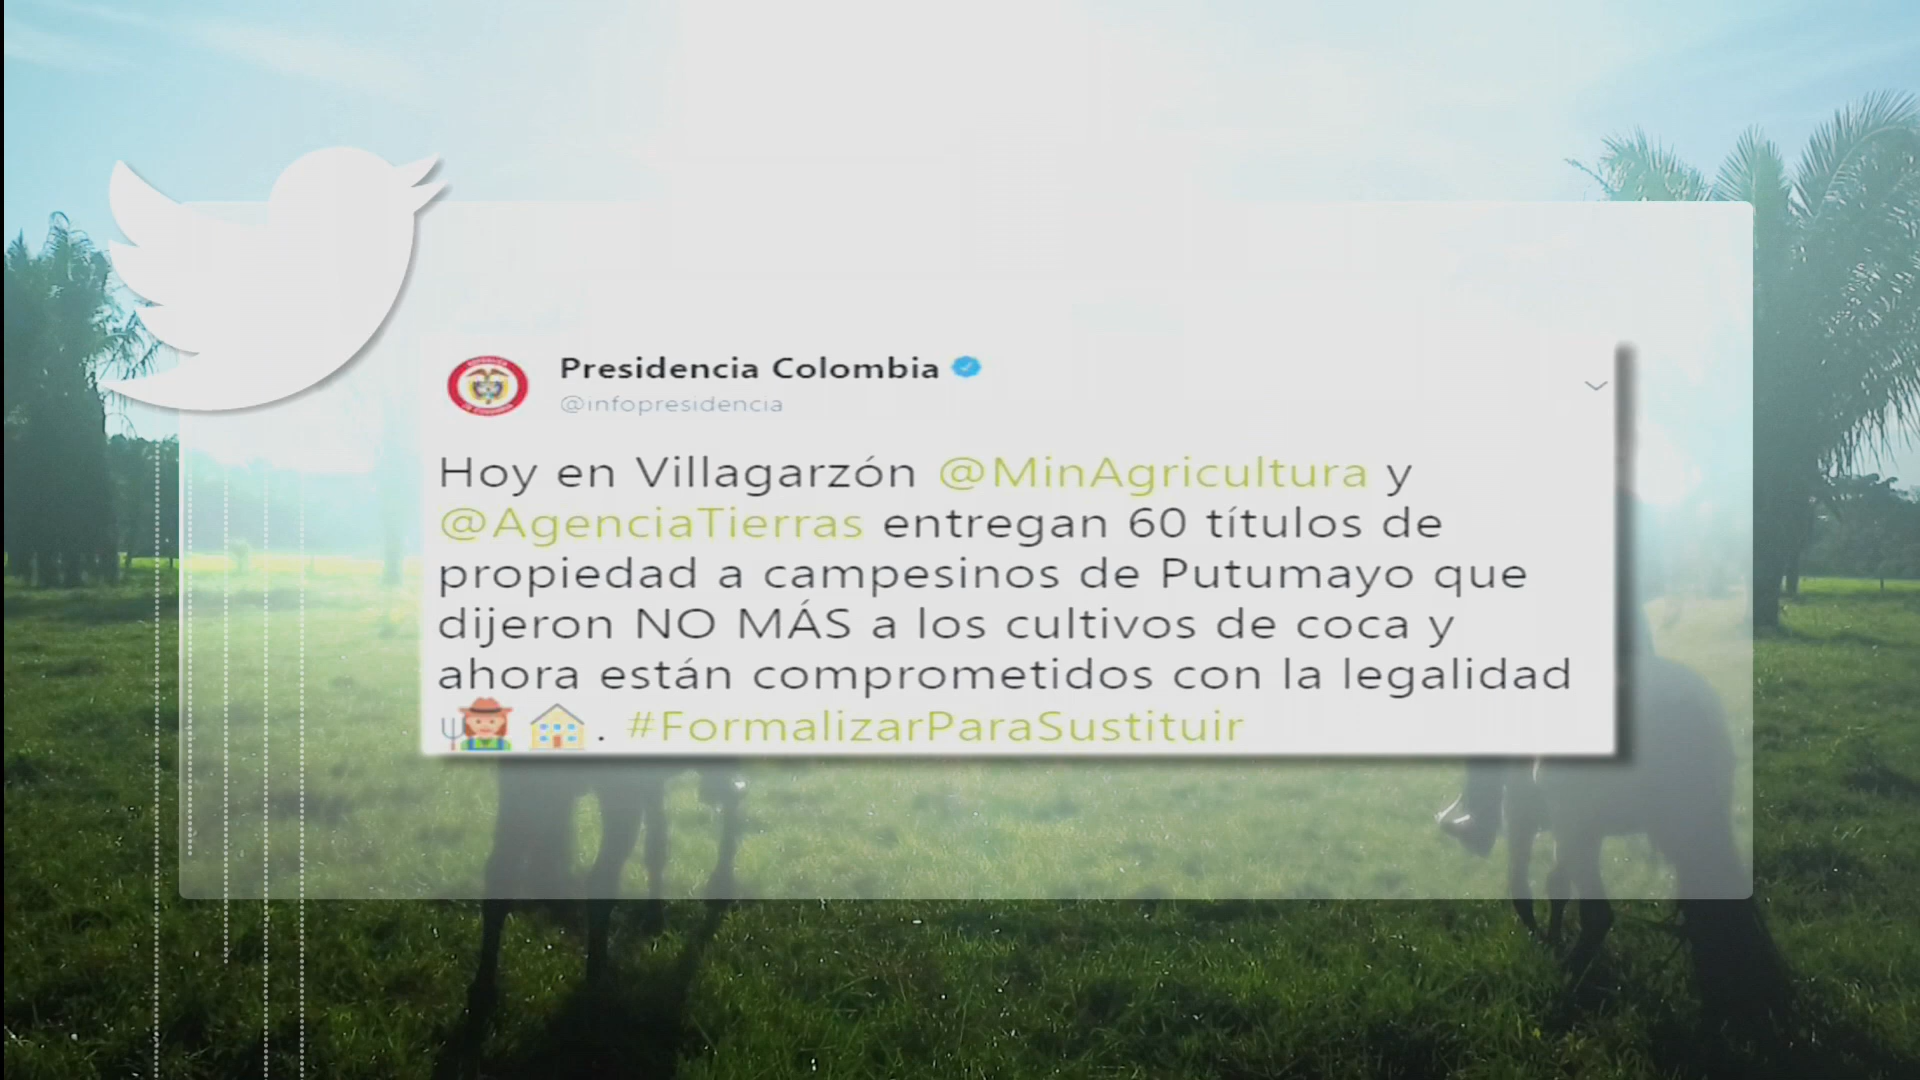 Presidencia Colombia
@infopresidencia
Hoy en Villagarzón @MinAgricultura y
@AgenciaTierras entregan 60 títulos de
propiedad a campesinos de Putumayo que
dijeron NO MÁS a los cultivos de coca y
ahora están comprometidos con la legalidad
. #FormalizarParaSustituir